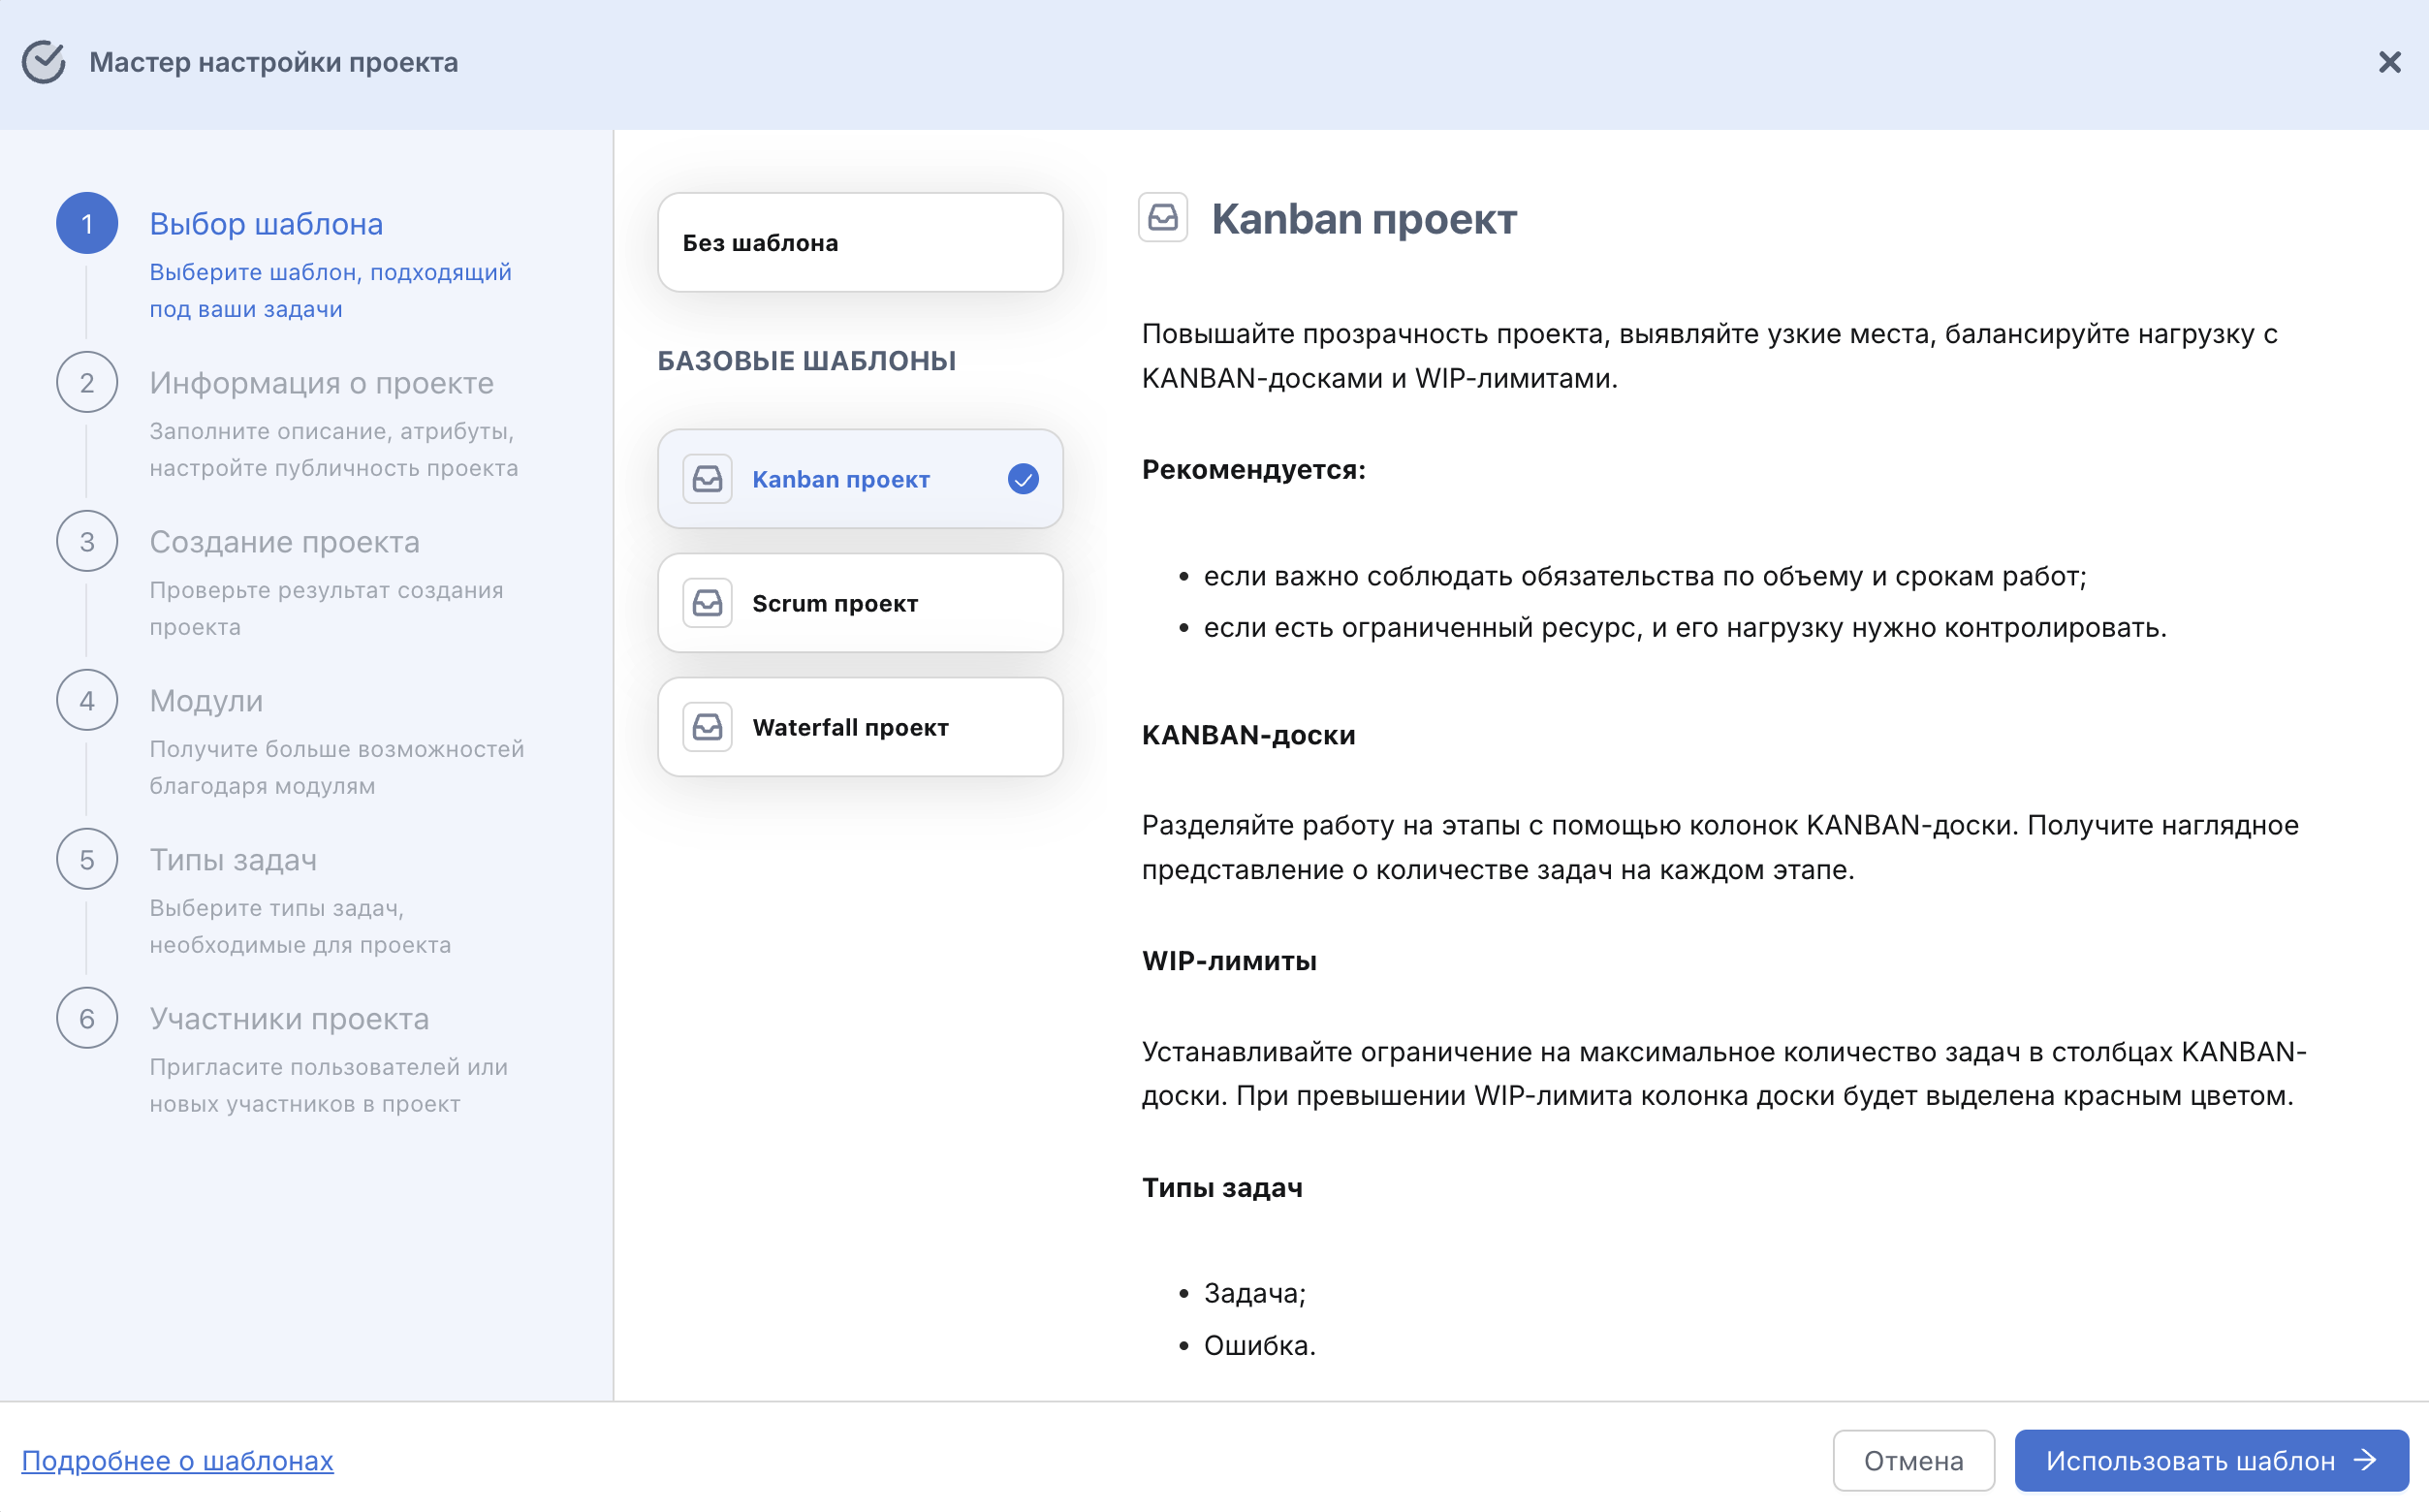 Мастер настройки проекта
1
Выбор шаблона
Выберите шаблон, подходящий
под ваши задачи
2
Информация о проекте
Заполните описание, атрибуты,
настройте публичность проекта
3
Создание проекта
Проверьте результат создания
проекта
4
Модули
Получите больше возможностей
благодаря модулям
5
Типы задач
Выберите типы задач,
необходимые для проекта
6
Участники проекта
Пригласите пользователей или
новых участников в проект
Без шаблона
БАЗОВЫЕ ШАБЛОНЫ
Kanban проект
Scrum проект
Waterfall проект
Kanban проект
Повышайте прозрачность проекта, выявляйте узкие места, балансируйте нагрузку с
KANBAN-досками и WIP-лимитами.
Рекомендуется:
• если важно соблюдать обязательства по объему и срокам работ;
• если есть ограниченный ресурс, и его нагрузку нужно контролировать.
KANBAN-доски
Разделяйте работу на этапы с помощью колонок KANBAN-доски. Получите наглядное
представление о количестве задач на каждом этапе.
WIP-лимиты
Устанавливайте ограничение на максимальное количество задач в столбцах KANBAN-
доски. При превышении WIP-лимита колонка доски будет выделена красным цветом.
Типы задач
• Задача;
• Ошибка.
Подробнее о шаблонах
Отмена
Использовать шаблон →